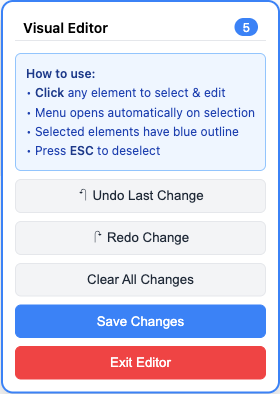 Visual Editor
5
How to use:
• Click any element to select & edit
• Menu opens automatically on selection
• Selected elements have blue outline
• Press ESC to deselect
Undo Last Change
Redo Change
Clear All Changes
Save Changes
Exit Editor